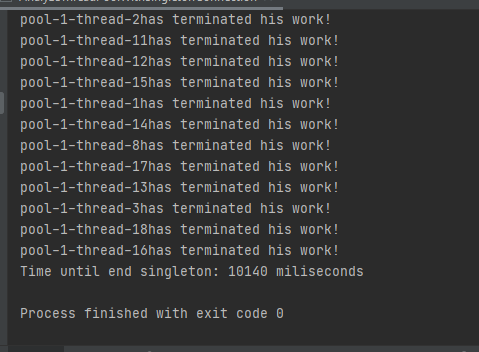 pool-1-thread-2has terminated his work!
pool-1-thread-11has terminated his work!
pool-1-thread-12has terminated his work!
pool-1-thread-15has terminated his work!
pool-1-thread-1has terminated his work!
pool-1-thread-14has terminated his work!
pool-1-thread-8has terminated his work!
pool-1-thread-17has terminated his work!
pool-1-thread-13has terminated his work!
pool-1-thread-3has terminated his work!
pool-1-thread-18has terminated his work!
pool-1-thread-16has terminated his work!
Time until end singleton: 10140 miliseconds
Process finished with exit code 0